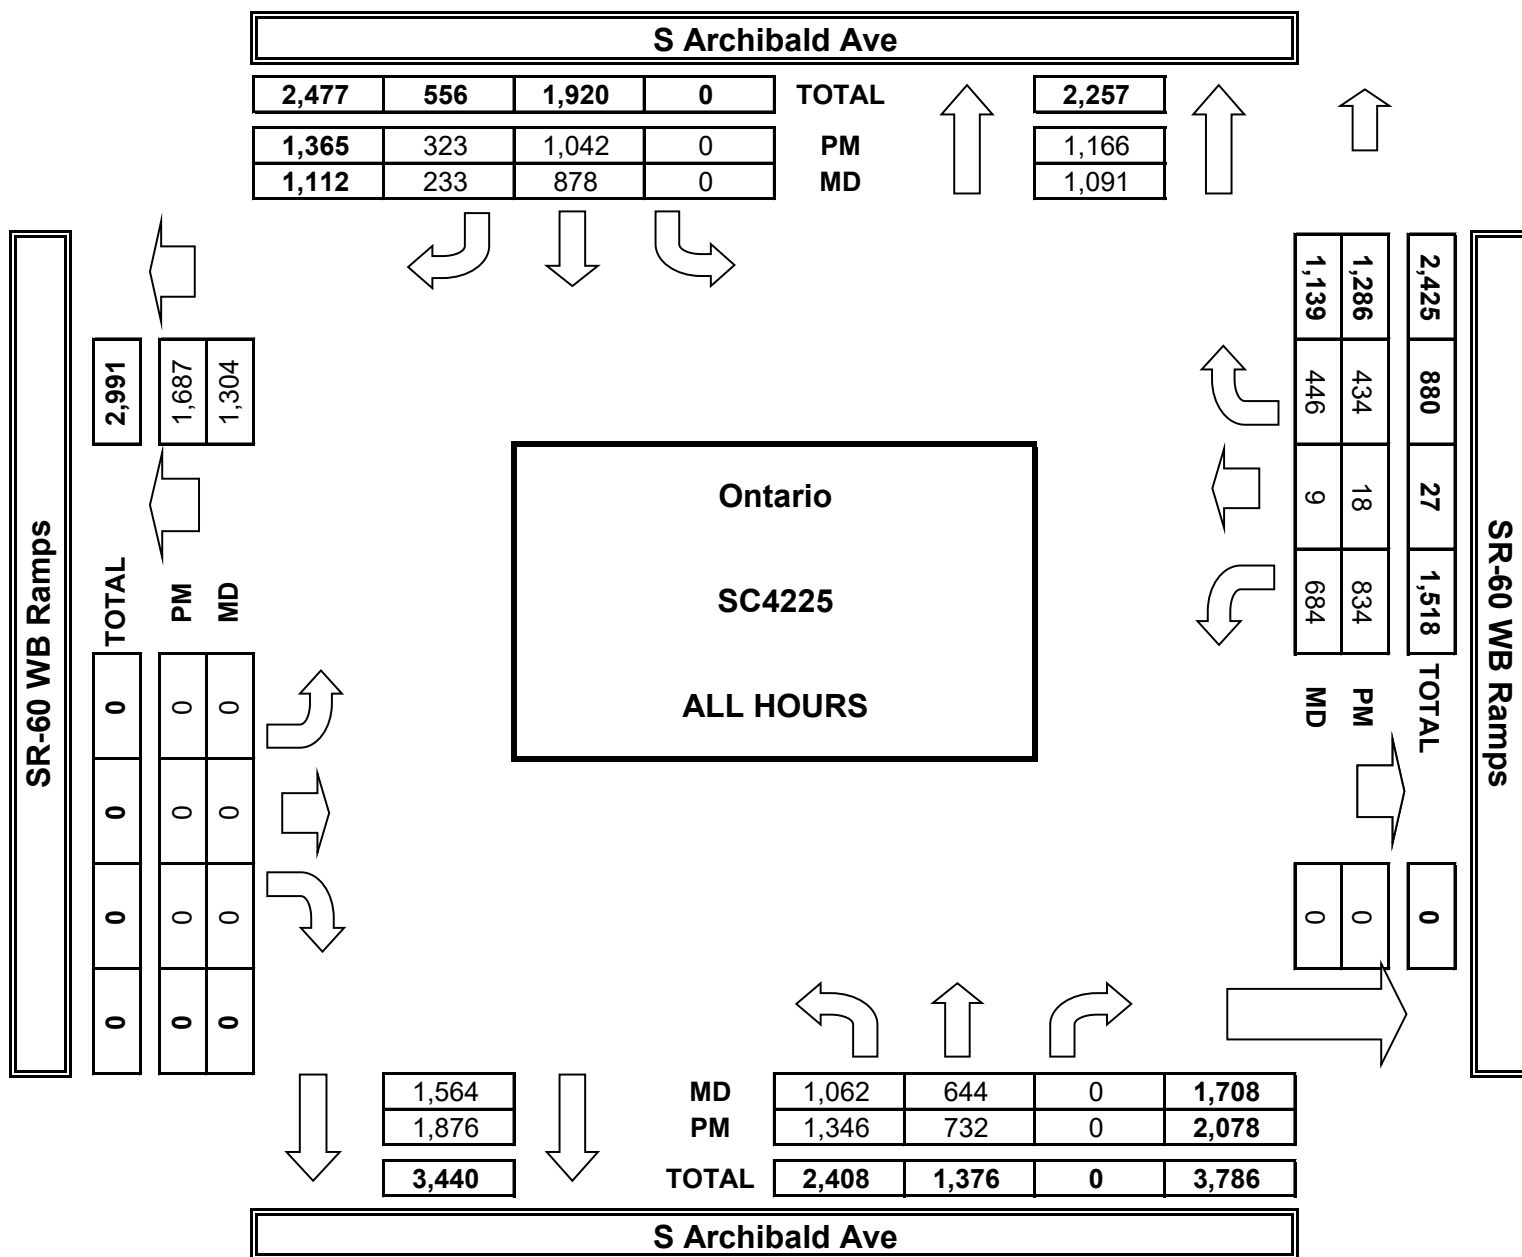 S Archibald Ave
2,477 556 1,920 0 TOTAL 2,257
1,365 323 1,042 0 PM 1,166
1,112 233 878 0 MD 1,091
SR-60 WB Ramps
2,991 1,687 1,304
TOTAL PM MD
0 0 0
0 0 0
0 0 0
0 0 0
Ontario
SC4225
ALL HOURS
1,139 1,286 2,425
446 434 880
9 18 27
684 834 1,518
MD PM TOTAL
0 0 0
SR-60 WB Ramps
1,564 MD 1,062 644 0 1,708
1,876 PM 1,346 732 0 2,078
3,440 TOTAL 2,408 1,376 0 3,786
S Archibald Ave